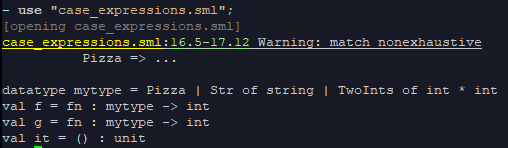 - use "case_expressions.sml";
[opening case_expressions.sml]
case_expressions.sml:16.5-17.12 Warning: match nonexhaustive
Pizza => ...
datatype mytype = Pizza | Str of string | TwoInts of int * int
val f = fn : mytype -> int
val g = fn : mytype -> int
val it = () : unit